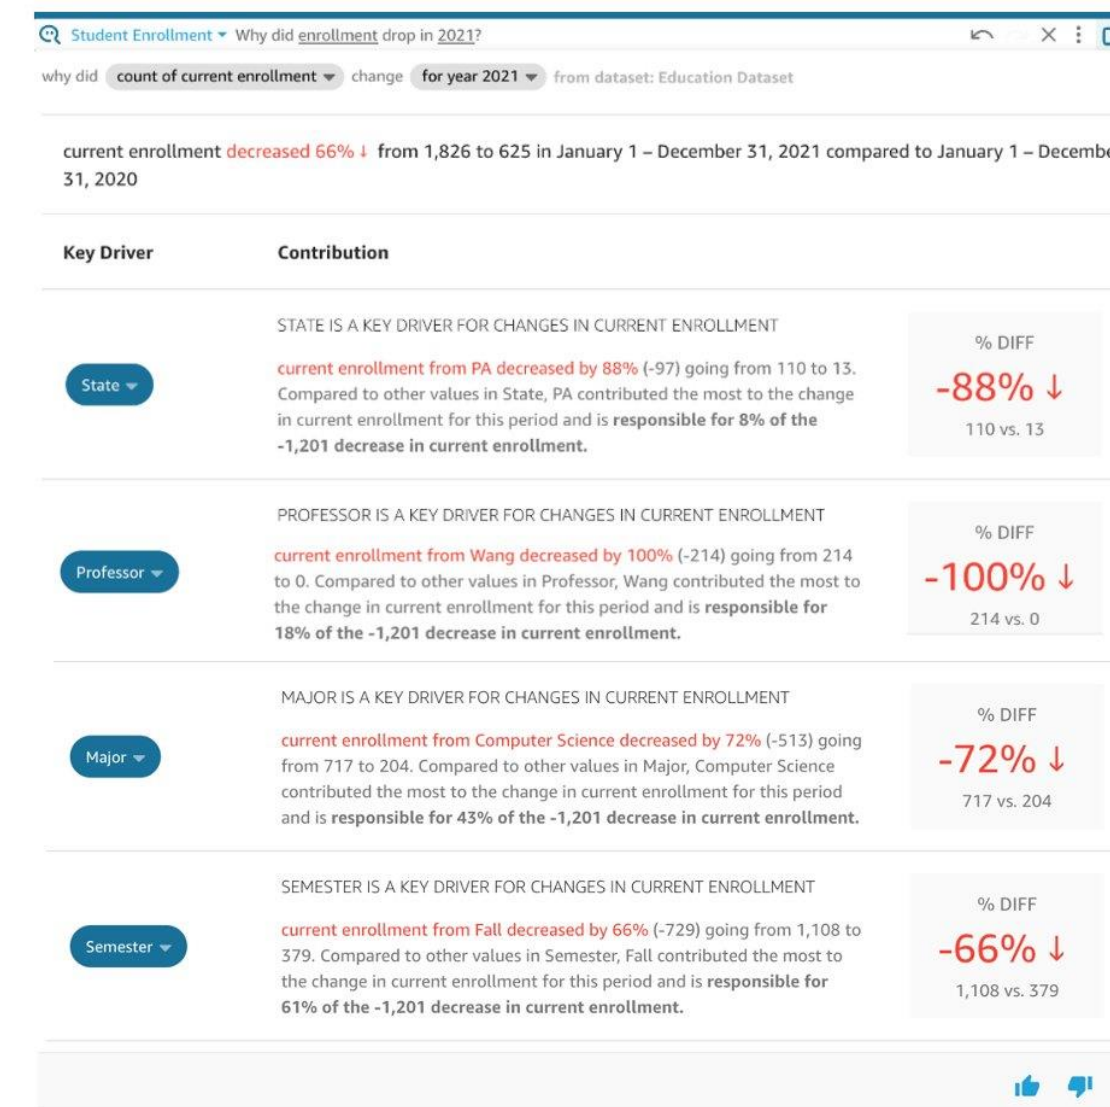 Student Enrollment Why did enrollment drop in 2021?
why did count of current enrollment change for year 2021 from dataset: Education Dataset
current enrollment decreased 66% ↓ from 1,826 to 625 in January 1 – December 31, 2021 compared to January 1 –
31, 2020
Key Driver Contribution
STATE IS A KEY DRIVER FOR CHANGES IN CURRENT ENROLLMENT
State
current enrollment from PA decreased by 88% (-97) going from 110 to 13.
Compared to other values in State, PA contributed the most to the change
in current enrollment for this period and is responsible for 8% of the
-1,201 decrease in current enrollment.
% DIFF
-88% ↓
110 vs. 13
PROFESSOR IS A KEY DRIVER FOR CHANGES IN CURRENT ENROLLMENT
Professor
current enrollment from Wang decreased by 100% (-214) going from 214
to 0. Compared to other values in Professor, Wang contributed the most to
the change in current enrollment for this period and is responsible for
18% of the -1,201 decrease in current enrollment.
% DIFF
-100% ↓
214 vs. 0
MAJOR IS A KEY DRIVER FOR CHANGES IN CURRENT ENROLLMENT
Major
current enrollment from Computer Science decreased by 72% (-513) going
from 717 to 204. Compared to other values in Major, Computer Science
contributed the most to the change in current enrollment for this period
and is responsible for 43% of the -1,201 decrease in current enrollment.
% DIFF
-72% ↓
717 vs. 204
SEMESTER IS A KEY DRIVER FOR CHANGES IN CURRENT ENROLLMENT
Semester
current enrollment from Fall decreased by 66% (-729) going from 1,108 to
379. Compared to other values in Semester, Fall contributed the most to
the change in current enrollment for this period and is responsible for
61% of the -1,201 decrease in current enrollment.
% DIFF
-66% ↓
1,108 vs. 379